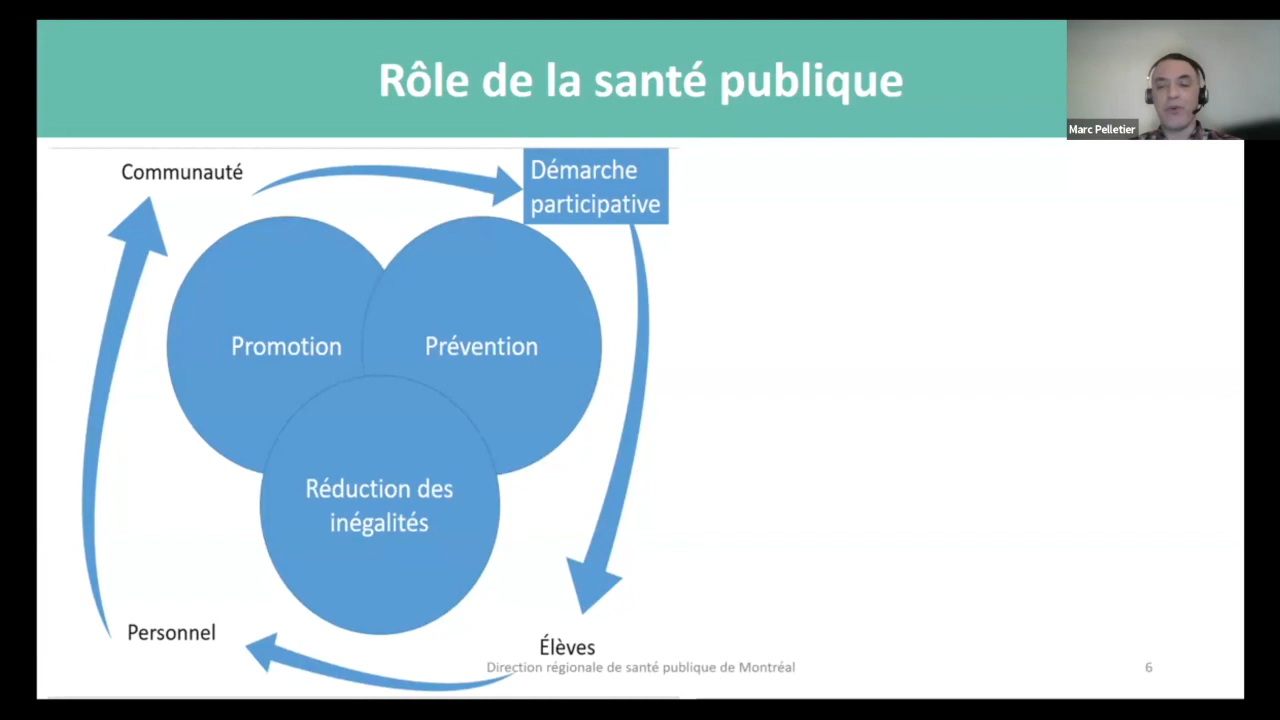 Rôle de la santé publique
Marc Pelletier
Communauté
Démarche
participative
Promotion
Prévention
Réduction des
inégalités
Personnel
Élèves
Direction régionale de santé publique de Montréal
6